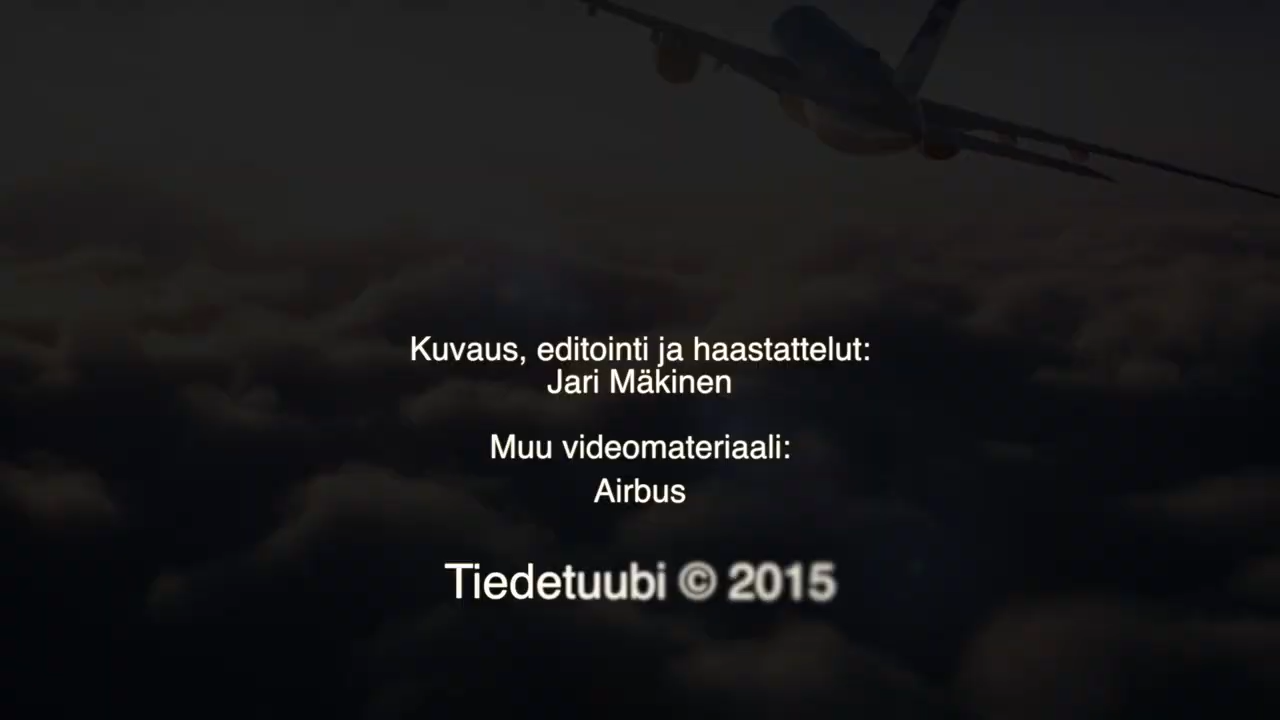 Kuvaus, editointi ja haastattelut:
Jari Mäkinen
Muu videomateriaali:
Airbus
Tiedetuubi © 2015